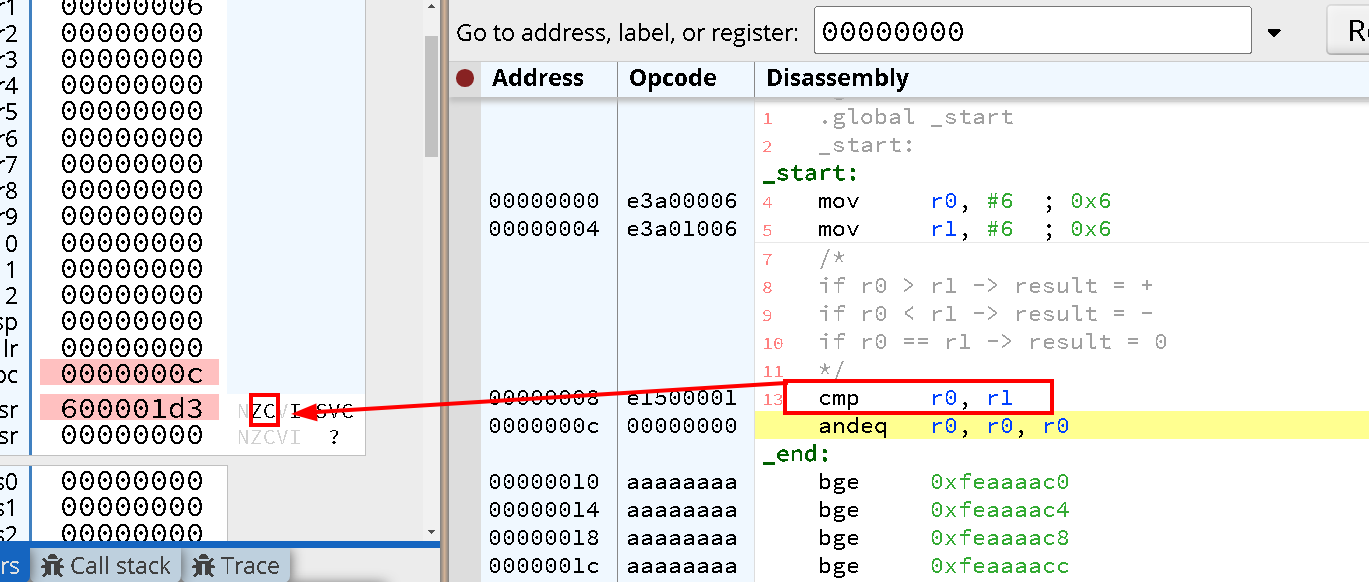 r1 00000006
r2 00000000
r3 00000000
r4 00000000
r5 00000000
r6 00000000
r7 00000000
r8 00000000
r9 00000000
0 00000000
1 00000000
2 00000000
sp 00000000
lr 00000000
pc 0000000c
sr 600001d3 NZCVI SVC
sr 00000000 NZCVI ?
s0 00000000
s1 00000000
s2 00000000
rs Call stack Trace
Go to address, label, or register: 00000000 Re
Address Opcode Disassembly
1 .global _start
2 _start:
_start:
00000000 e3a00006 4 mov r0, #6 ; 0x6
00000004 e3a01006 5 mov r1, #6 ; 0x6
7 /*
8 if r0 > r1 -> result = +
9 if r0 < r1 -> result = -
10 if r0 == r1 -> result = 0
11 */
00000008 e1500001 13 cmp r0, r1
0000000c 00000000 andeq r0, r0, r0
_end:
00000010 aaaaaaaa bge 0xfeaaaac0
00000014 aaaaaaaa bge 0xfeaaaac4
00000018 aaaaaaaa bge 0xfeaaaac8
0000001c aaaaaaaa bge 0xfeaaaacc